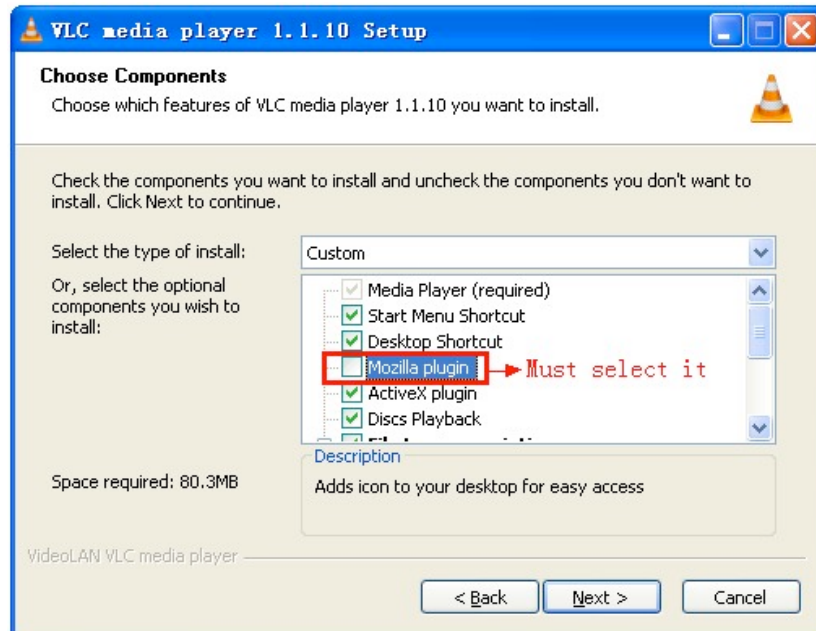 VLC media player 1.1.10 Setup
Choose Components
Choose which features of VLC media player 1.1.10 you want to install.
Check the components you want to install and uncheck the components you don't want to
install. Click Next to continue.
Select the type of install:
Custom
Or, select the optional
components you wish to
install:
Media Player (required)
Start Menu Shortcut
Desktop Shortcut
Mozilla plugin
Must select it
ActiveX plugin
Discs Playback
Space required: 80.3MB
Description
Adds icon to your desktop for easy access
VideoLAN VLC media player
< Back
Next >
Cancel